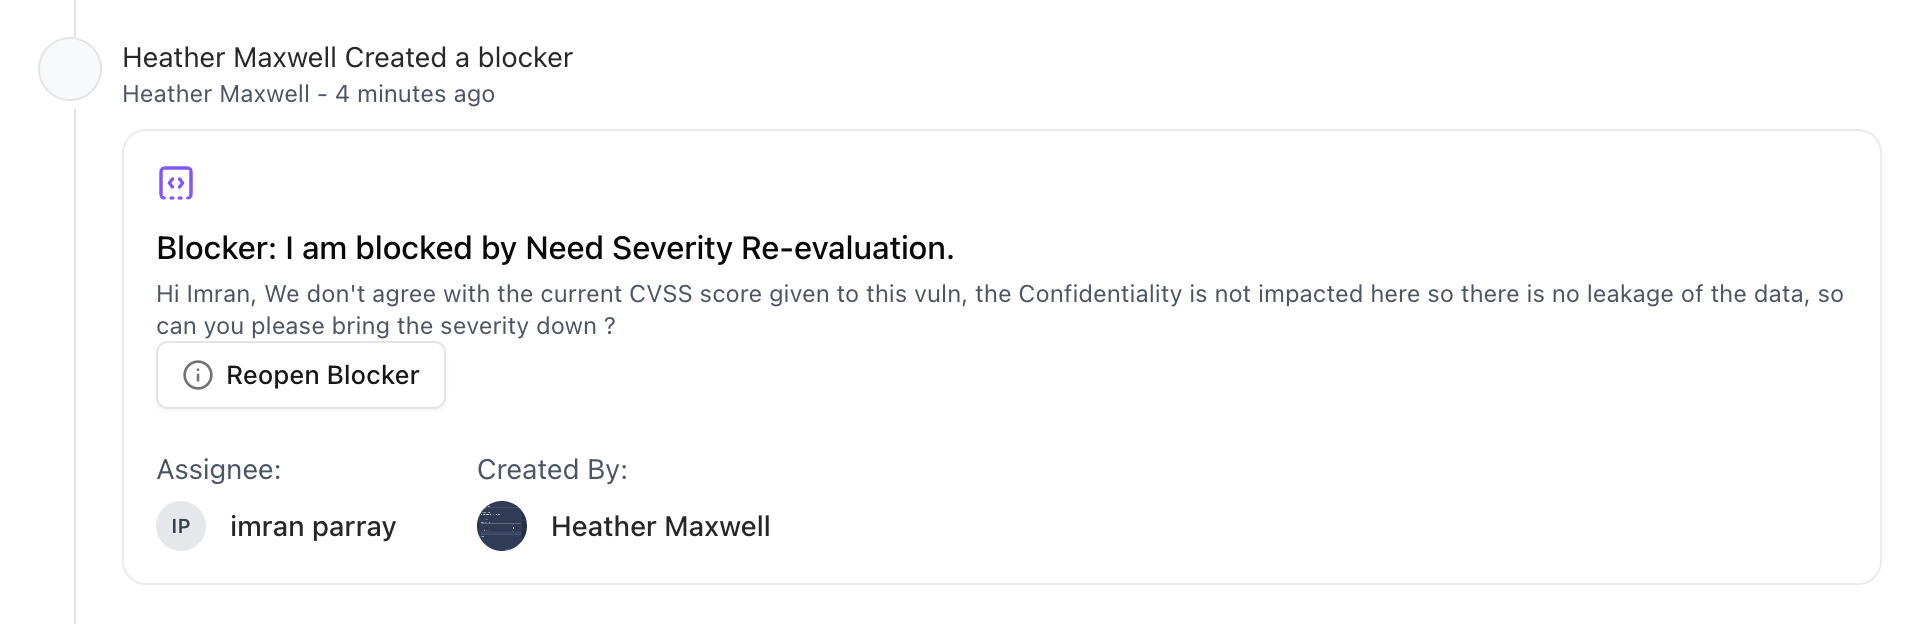 Heather Maxwell Created a blocker
Heather Maxwell - 4 minutes ago
Blocker: I am blocked by Need Severity Re-evaluation.
Hi Imran, We don't agree with the current CVSS score given to this vuln, the Confidentiality is not impacted here so there is no leakage of the data, so
can you please bring the severity down ?
Reopen Blocker
Assignee: Created By:
IP imran parray Heather Maxwell